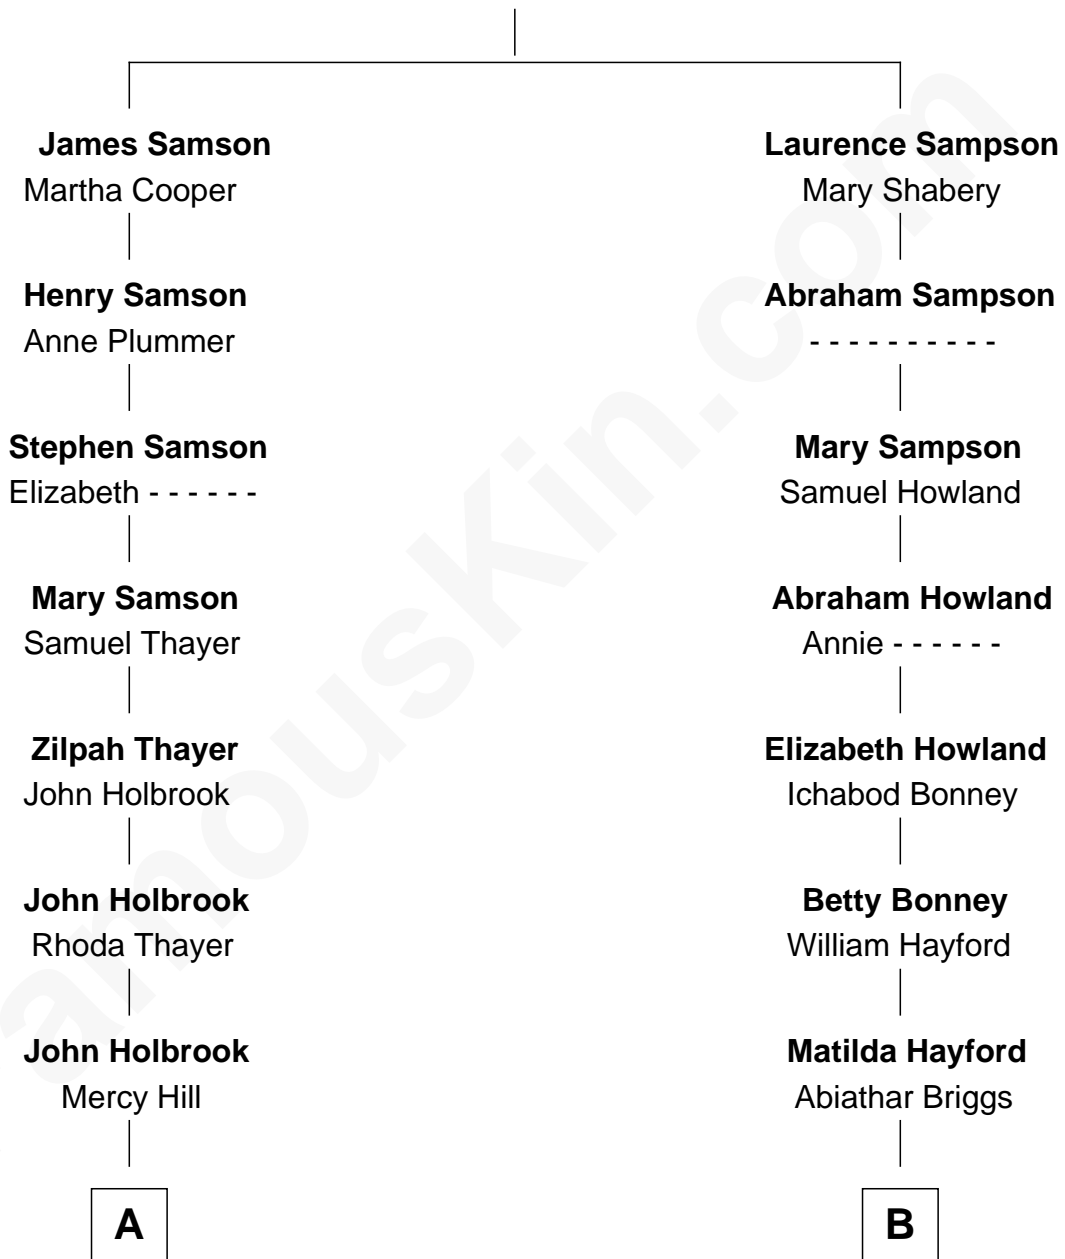 James Samson
Martha Cooper
Laurence Sampson
Mary Shabery
Henry Samson
Anne Plummer
Abraham Sampson
- - - - - - - - - -
Stephen Samson
Elizabeth - - - - - -
Mary Sampson
Samuel Howland
Mary Samson
Samuel Thayer
Abraham Howland
Annie - - - - - -
Zilpah Thayer
John Holbrook
Elizabeth Howland
Ichabod Bonney
John Holbrook
Rhoda Thayer
Betty Bonney
William Hayford
John Holbrook
Mercy Hill
Matilda Hayford
Abiathar Briggs
A
B
amouskin.com